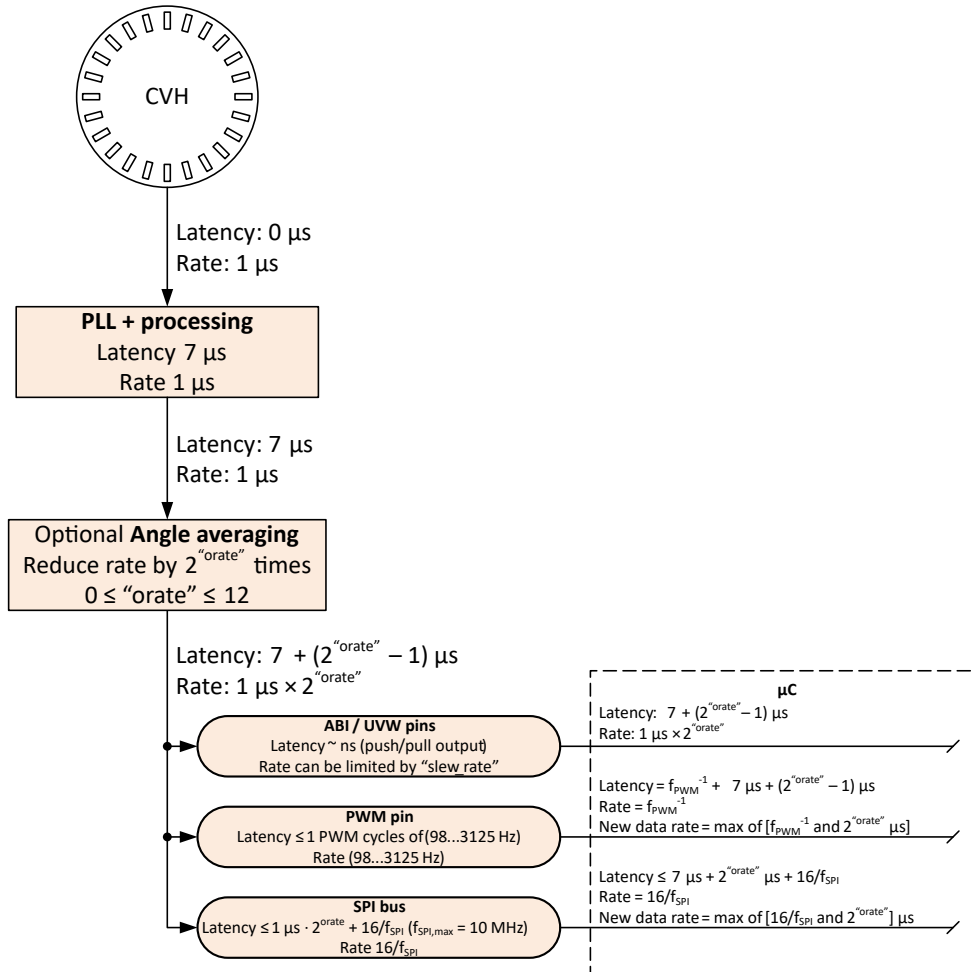 CVH
Latency: 0 µs
Rate: 1 µs
PLL + processing
Latency 7 µs
Rate 1 µs
Latency: 7 µs
Rate: 1 µs
Optional Angle averaging
Reduce rate by 2^“orate” times
0 ≤ “orate” ≤ 12
Latency: 7 + (2^“orate” – 1) µs
Rate: 1 µs × 2^“orate”
ABI / UVW pins
Latency ~ ns (push/pull output)
Rate can be limited by “slew_rate”
PWM pin
Latency ≤ 1 PWM cycles of (98...3125 Hz)
Rate (98...3125 Hz)
SPI bus
Latency ≤ 1 µs · 2^orate + 16/f_SPI (f_SPI,max = 10 MHz)
Rate 16/f_SPI
µC
Latency: 7 + (2^“orate” – 1) µs
Rate: 1 µs × 2^“orate”
Latency = f_PWM^-1 + 7 µs + (2^“orate” – 1) µs
Rate = f_PWM^-1
New data rate = max of [f_PWM^-1 and 2^“orate” µs]
Latency ≤ 7 µs + 2^“orate” µs + 16/f_SPI
Rate = 16/f_SPI
New data rate = max of [16/f_SPI and 2^“orate”] µs